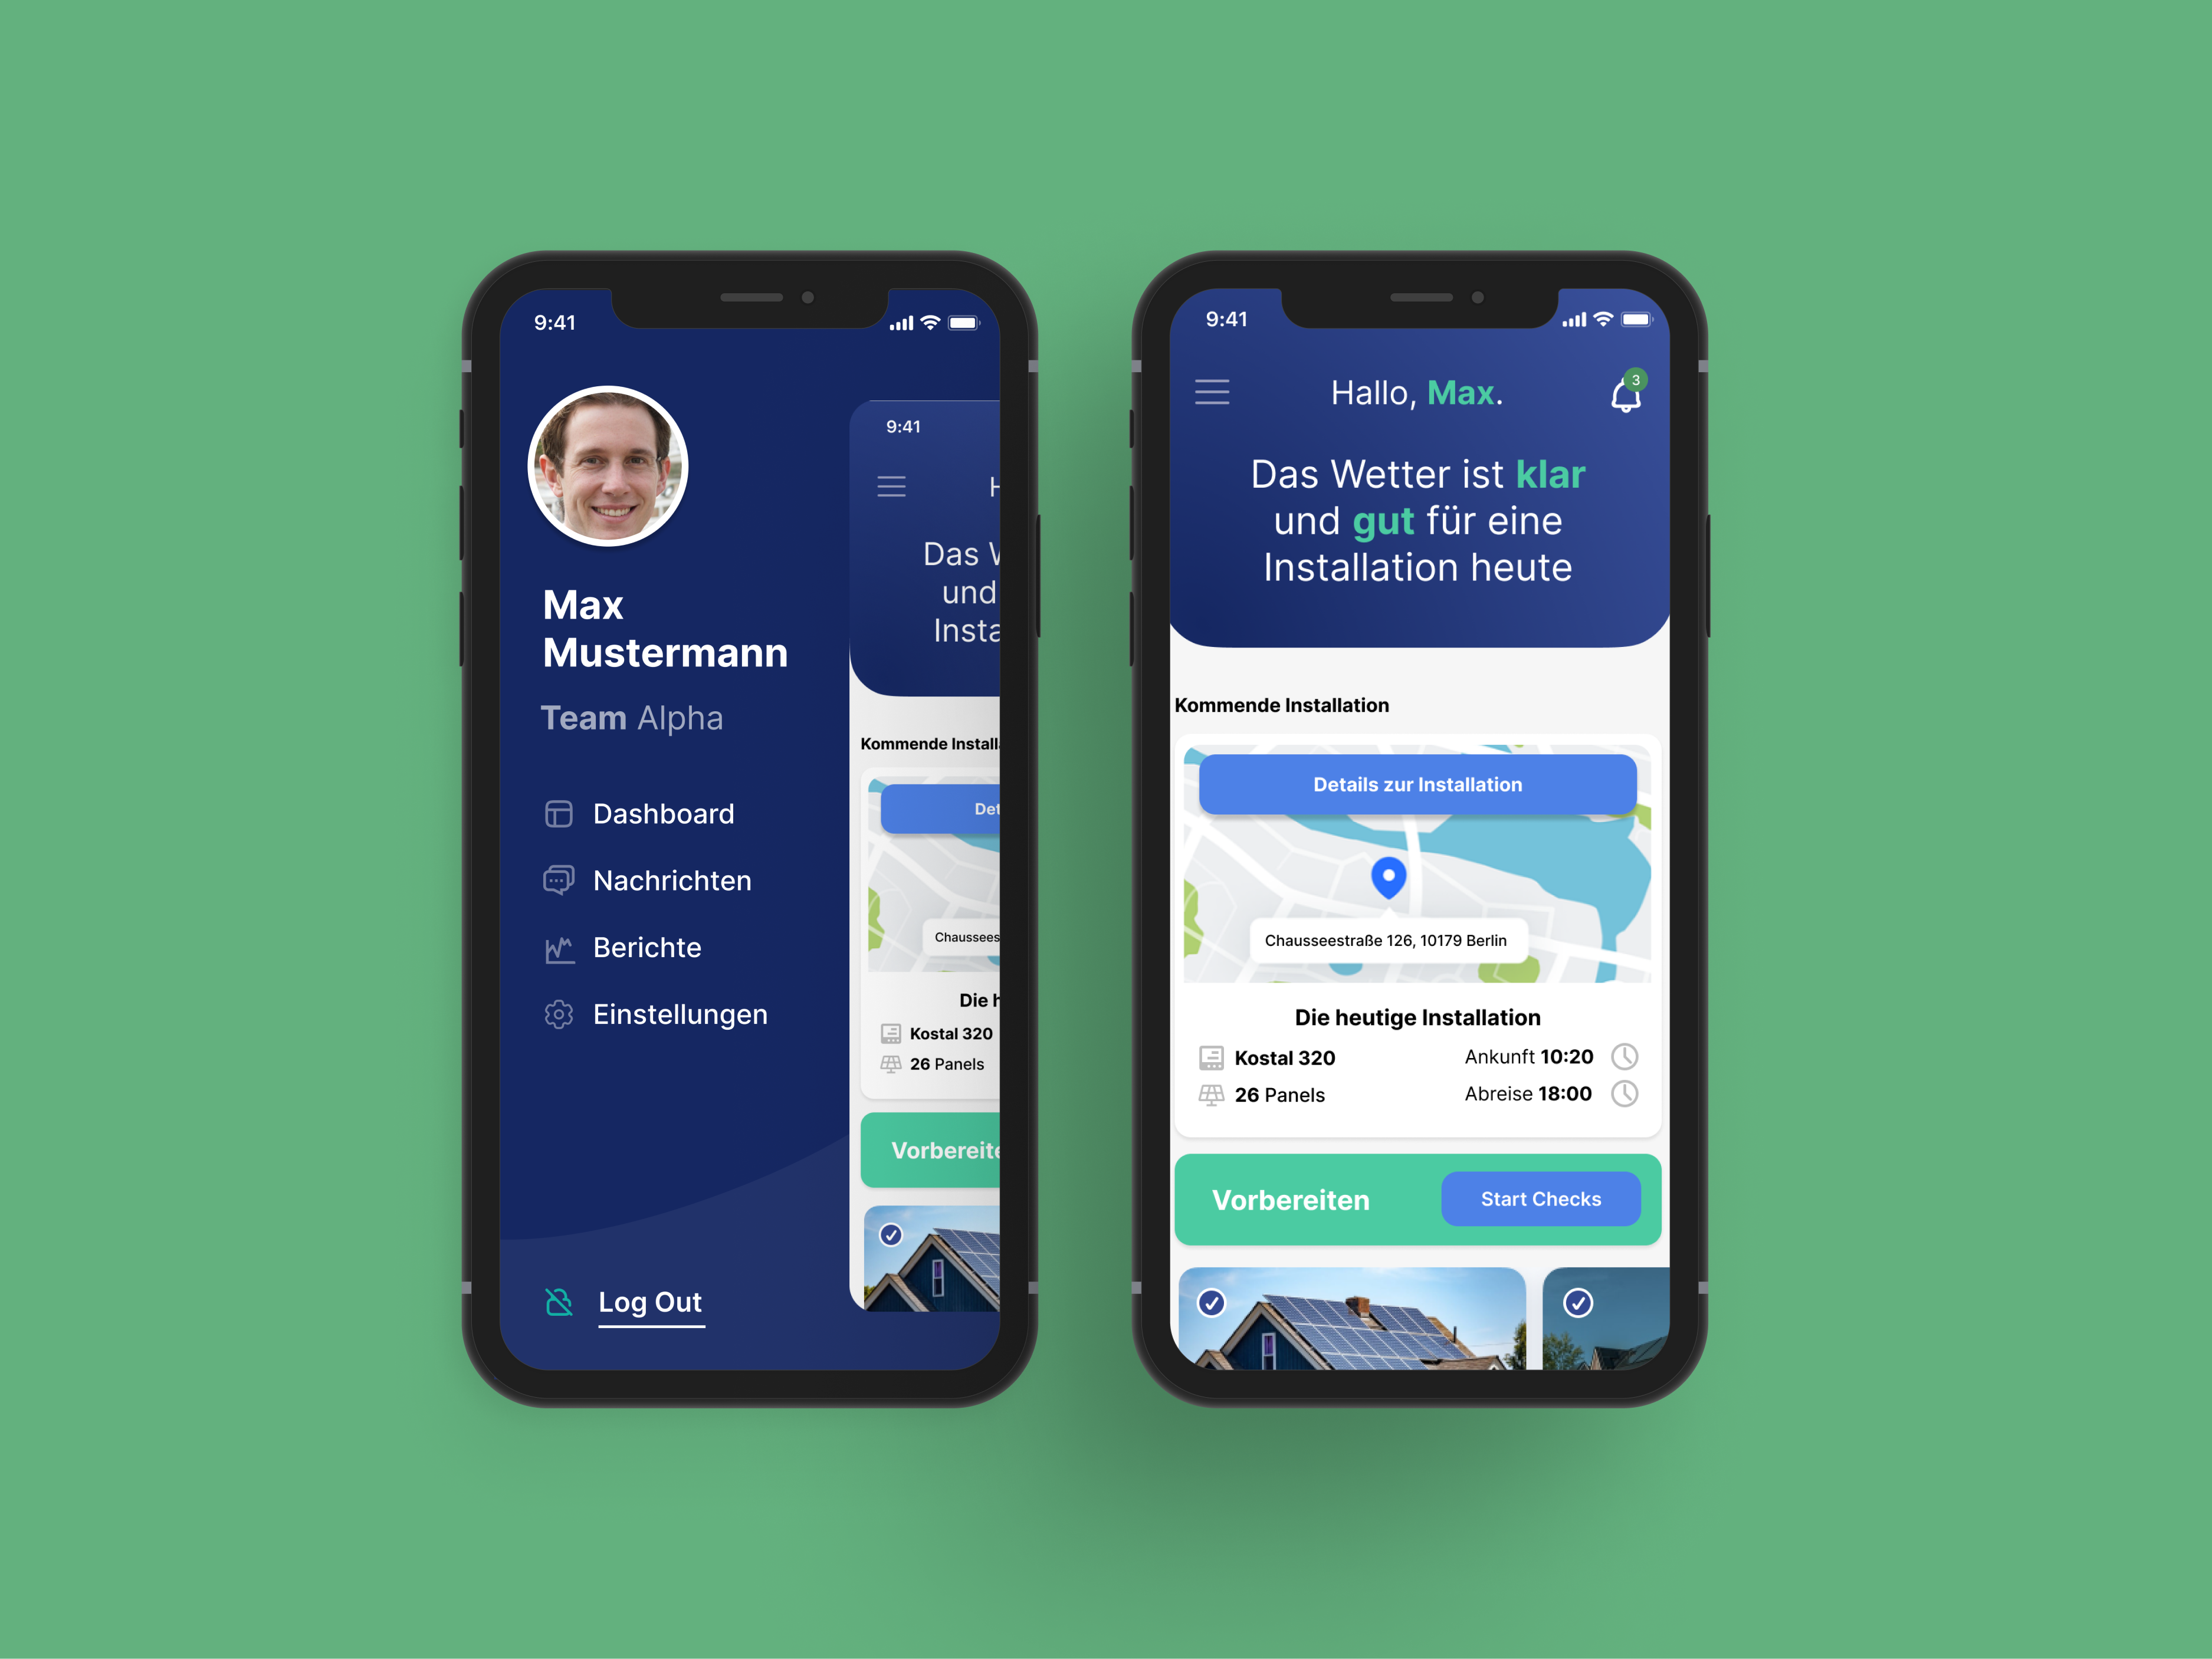 9:41
Max
Mustermann
Team Alpha
Dashboard
Nachrichten
Berichte
Einstellungen
Log Out
9:41
H
Das W
und
Insta
Kommende Install
Det
Chaussees
Die h
Kostal 320
26 Panels
Vorbereite
9:41
Hallo, Max.
3
Das Wetter ist klar
und gut für eine
Installation heute
Kommende Installation
Details zur Installation
Chausseestraße 126, 10179 Berlin
Die heutige Installation
Kostal 320
Ankunft 10:20
26 Panels
Abreise 18:00
Vorbereiten
Start Checks